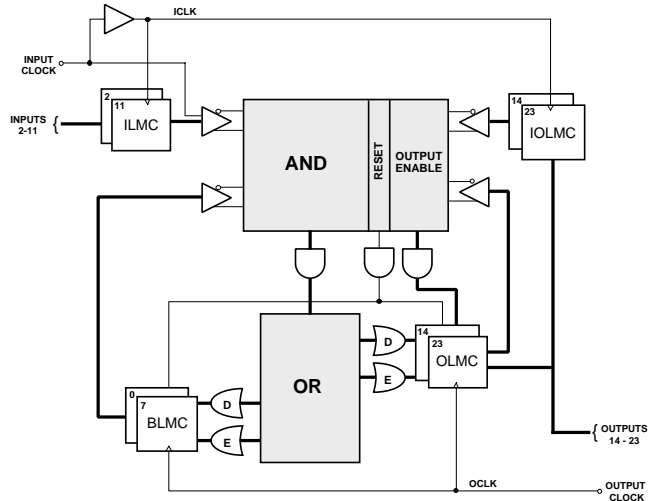 ICLK
INPUT
CLOCK
2
11
ILMC
INPUTS
2-11
{
AND
RESET
OUTPUT
ENABLE
14
23
IOLMC
OR
D
E
14
23
OLMC
0
7
BLMC
D
E
{
OUTPUTS
14 - 23
OCLK
OUTPUT
CLOCK